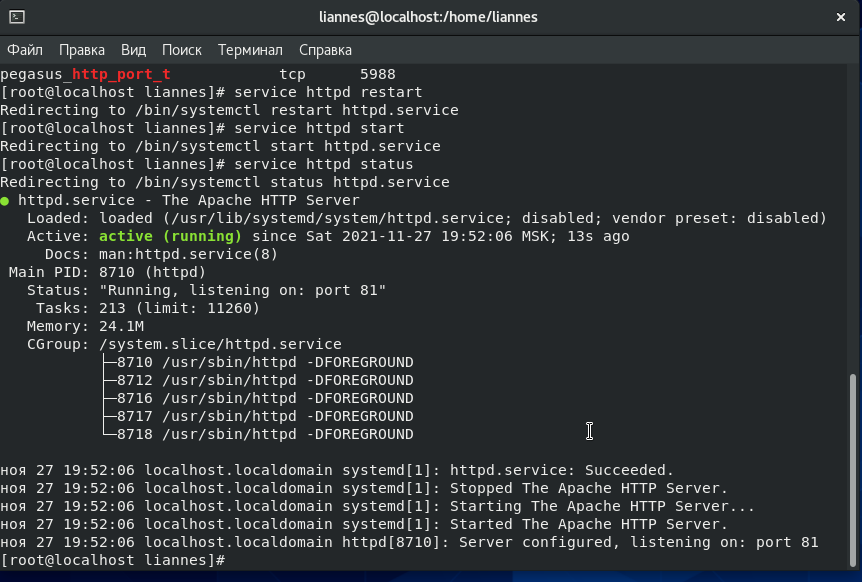 liannes@localhost:/home/liannes
Файл Правка Вид Поиск Терминал Справка
pegasus_http_port_t            tcp      5988
[root@localhost liannes]# service httpd restart
Redirecting to /bin/systemctl restart httpd.service
[root@localhost liannes]# service httpd start
Redirecting to /bin/systemctl start httpd.service
[root@localhost liannes]# service httpd status
Redirecting to /bin/systemctl status httpd.service
● httpd.service - The Apache HTTP Server
   Loaded: loaded (/usr/lib/systemd/system/httpd.service; disabled; vendor preset: disabled)
   Active: active (running) since Sat 2021-11-27 19:52:06 MSK; 13s ago
     Docs: man:httpd.service(8)
 Main PID: 8710 (httpd)
   Status: "Running, listening on: port 81"
    Tasks: 213 (limit: 11260)
   Memory: 24.1M
   CGroup: /system.slice/httpd.service
           ├─8710 /usr/sbin/httpd -DFOREGROUND
           ├─8712 /usr/sbin/httpd -DFOREGROUND
           ├─8716 /usr/sbin/httpd -DFOREGROUND
           ├─8717 /usr/sbin/httpd -DFOREGROUND
           └─8718 /usr/sbin/httpd -DFOREGROUND
ноя 27 19:52:06 localhost.localdomain systemd[1]: httpd.service: Succeeded.
ноя 27 19:52:06 localhost.localdomain systemd[1]: Stopped The Apache HTTP Server.
ноя 27 19:52:06 localhost.localdomain systemd[1]: Starting The Apache HTTP Server...
ноя 27 19:52:06 localhost.localdomain systemd[1]: Started The Apache HTTP Server.
ноя 27 19:52:06 localhost.localdomain httpd[8710]: Server configured, listening on: port 81
[root@localhost liannes]#